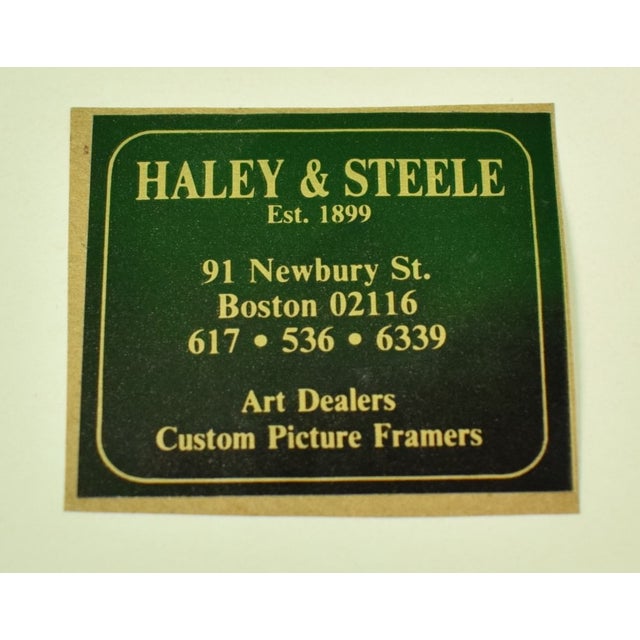 HALEY & STEELE
Est. 1899
91 Newbury St.
Boston 02116
617 • 536 • 6339
Art Dealers
Custom Picture Framers